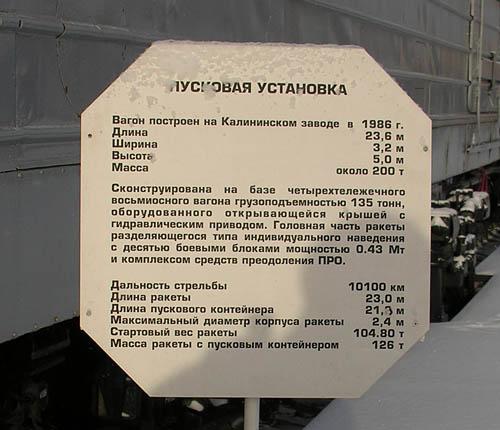 ПУСКОВАЯ УСТАНОВКА
Вагон построен на Калининском заводе в 1986 г.
Длина 23,6 м
Ширина 3,2 м
Высота 5,0 м
Масса около 200 т
Сконструирована на базе четырехтележечного
восьмиосного вагона грузоподъемностью 135 тонн,
оборудованного открывающейся крышей с
гидравлическим приводом. Головная часть ракеты
разделяющегося типа индивидуального наведения
с десятью боевыми блоками мощностью 0.43 Мт
и комплексом средств преодоления ПРО.
Дальность стрельбы 10100 км
Длина ракеты 23,0 м
Длина пускового контейнера 21,3 м
Максимальный диаметр корпуса ракеты 2,4 м
Стартовый вес ракеты 104.80 т
Масса ракеты с пусковым контейнером 126 т